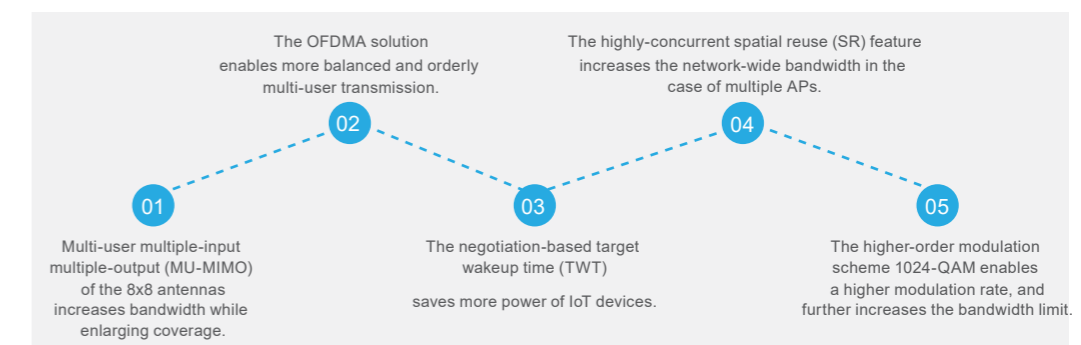 The OFDMA solution
enables more balanced and orderly
multi-user transmission.
The highly-concurrent spatial reuse (SR) feature
increases the network-wide bandwidth in the
case of multiple APs.
02
04
01
03
05
Multi-user multiple-input
multiple-output (MU-MIMO)
of the 8x8 antennas
increases bandwidth while
enlarging coverage.
The negotiation-based target
wakeup time (TWT)
saves more power of IoT devices.
The higher-order modulation
scheme 1024-QAM enables
a higher modulation rate, and
further increases the bandwidth limit.